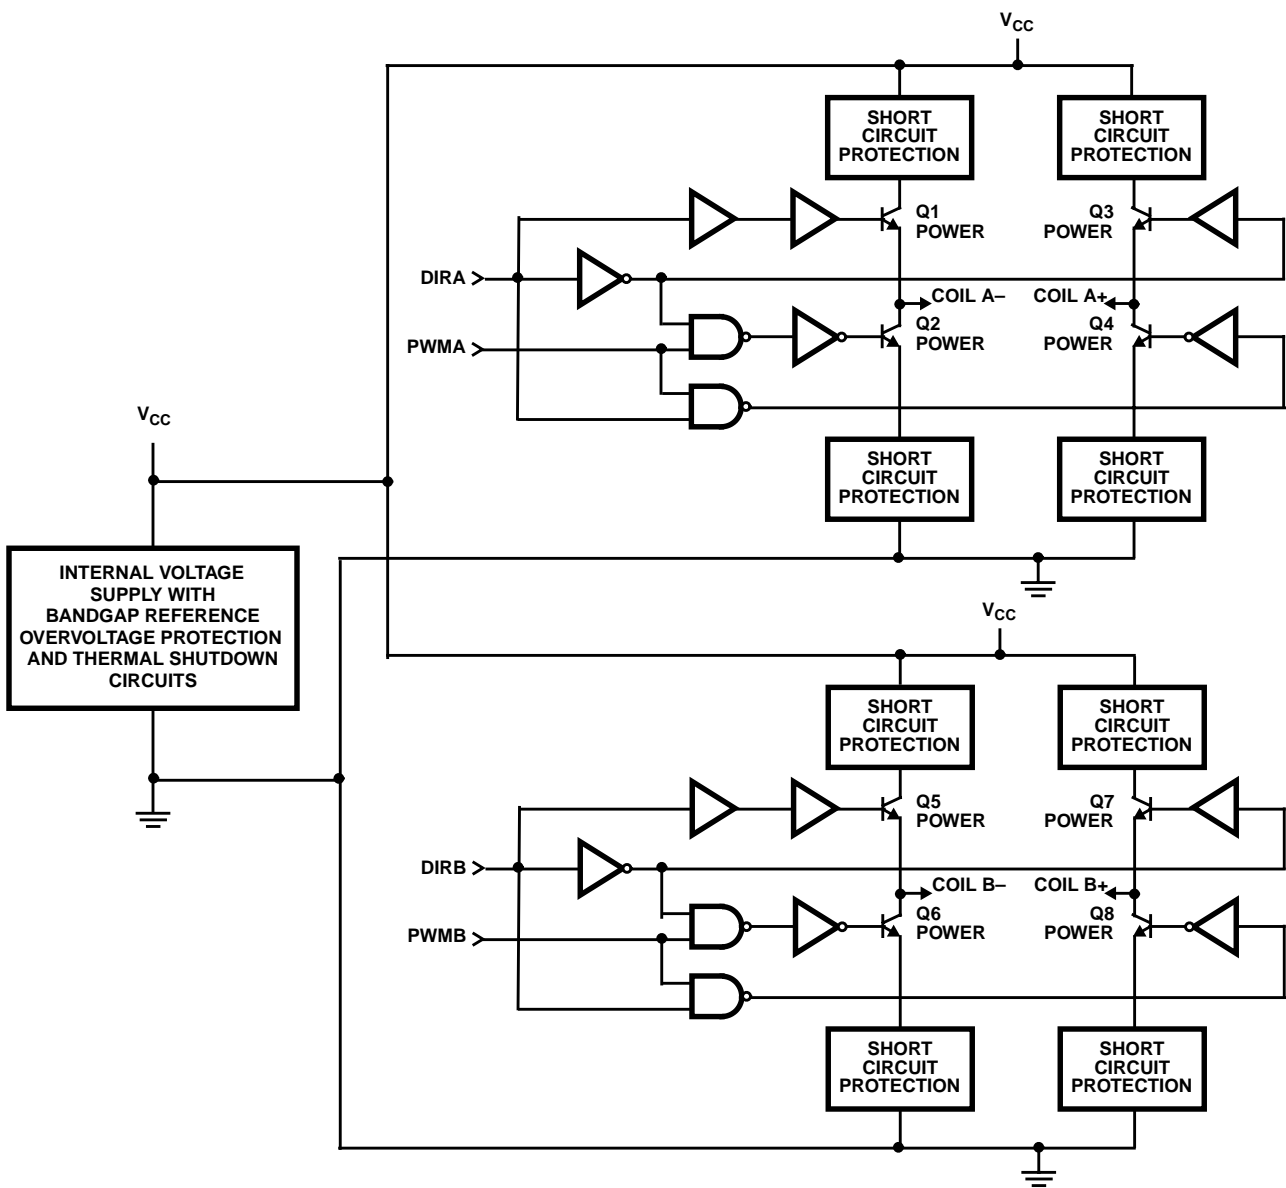 VCC
SHORT
CIRCUIT
PROTECTION
SHORT
CIRCUIT
PROTECTION
Q1
POWER
Q3
POWER
DIRA
COIL A–
COIL A+
Q2
POWER
Q4
POWER
PWMA
VCC
SHORT
CIRCUIT
PROTECTION
SHORT
CIRCUIT
PROTECTION
INTERNAL VOLTAGE
SUPPLY WITH
BANDGAP REFERENCE
OVERVOLTAGE PROTECTION
AND THERMAL SHUTDOWN
CIRCUITS
VCC
SHORT
CIRCUIT
PROTECTION
SHORT
CIRCUIT
PROTECTION
Q5
POWER
Q7
POWER
DIRB
COIL B–
COIL B+
Q6
POWER
Q8
POWER
PWMB
SHORT
CIRCUIT
PROTECTION
SHORT
CIRCUIT
PROTECTION